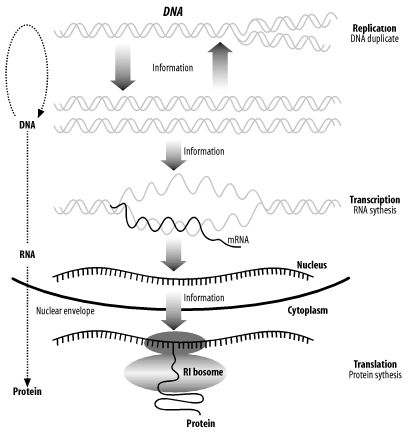 DNA
Replication
DNA duplicate
Information
DNA
Information
Transcription
RNA sythesis
mRNA
RNA
Nucleus
Information
Nuclear envelope
Cytoplasm
Translation
Protein sythesis
RI bosome
Protein
Protein